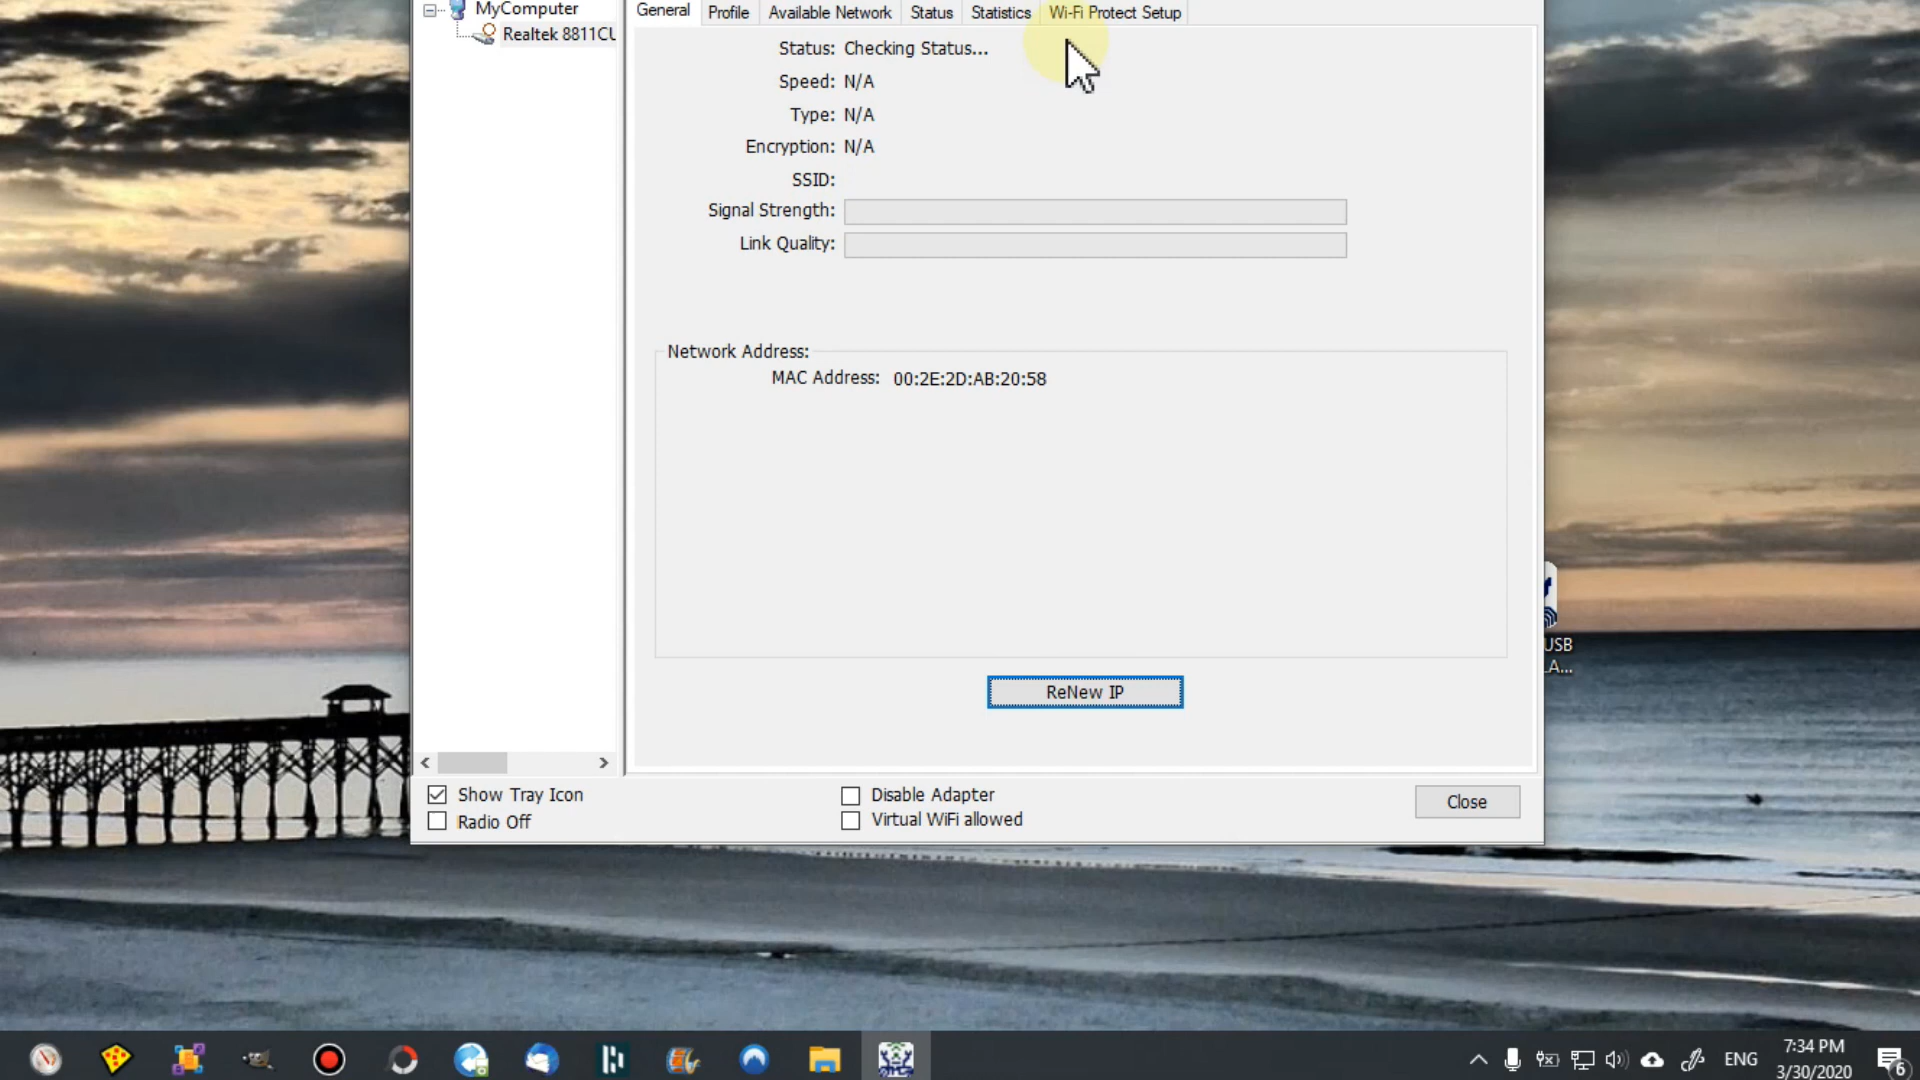 MyComputer
Realtek 8811CU
General Profile Available Network Status Statistics Wi-Fi Protect Setup
Status: Checking Status...
Speed: N/A
Type: N/A
Encryption: N/A
SSID:
Signal Strength:
Link Quality:
Network Address:
MAC Address: 00:2E:2D:AB:20:58
ReNew IP
Show Tray Icon
Radio Off
Disable Adapter
Virtual WiFi allowed
Close
USB
A...
ENG
7:34 PM
3/30/2020
6